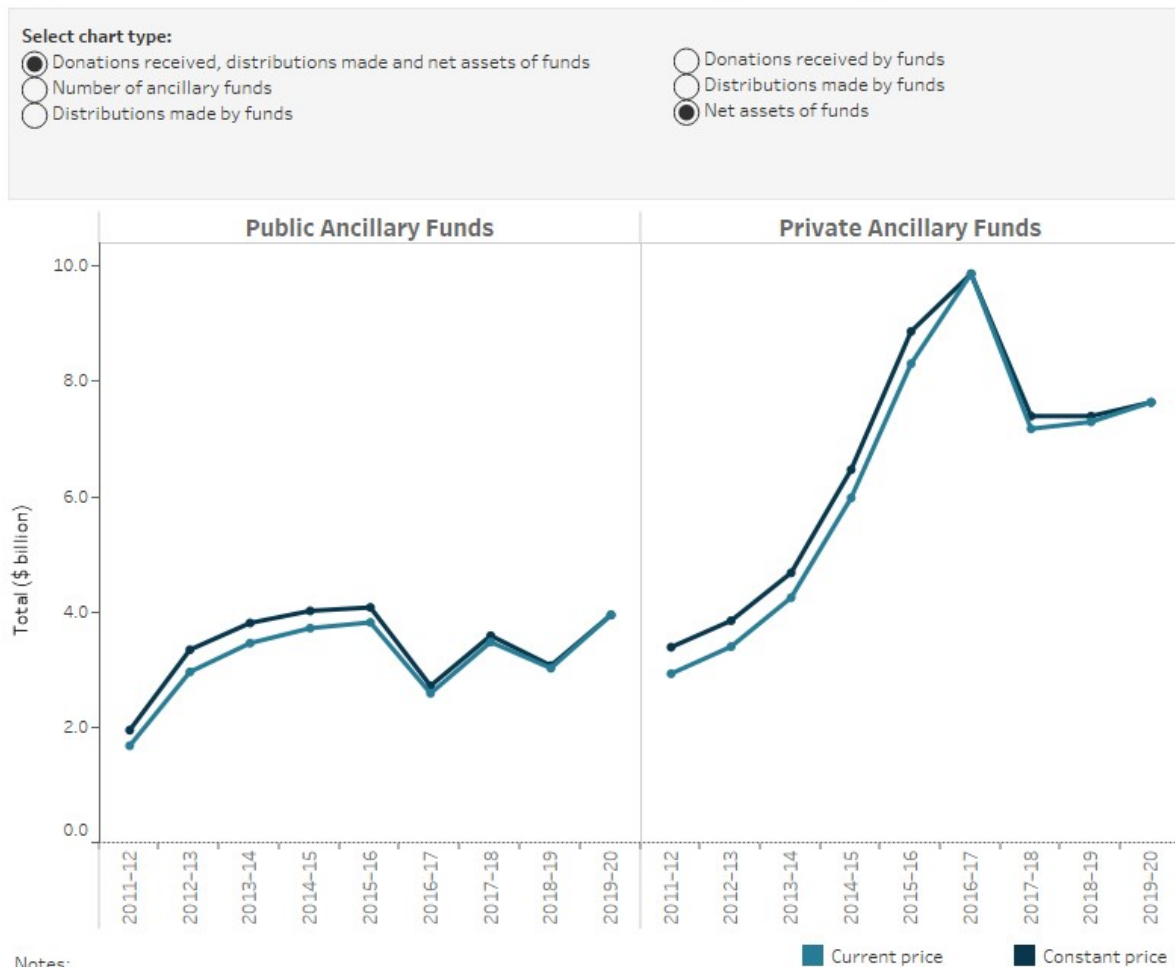 Select chart type:
Donations received, distributions made and net assets of funds
Number of ancillary funds
Distributions made by funds
Donations received by funds
Distributions made by funds
Net assets of funds
Public Ancillary Funds
Private Ancillary Funds
Total ($ billion)
10.0
8.0
6.0
4.0
2.0
0.0
2011-12
2012-13
2013-14
2014-15
2015-16
2016-17
2017-18
2018-19
2019-20
2011-12
2012-13
2013-14
2014-15
2015-16
2016-17
2017-18
2018-19
2019-20
Notes:
Current price
Constant price